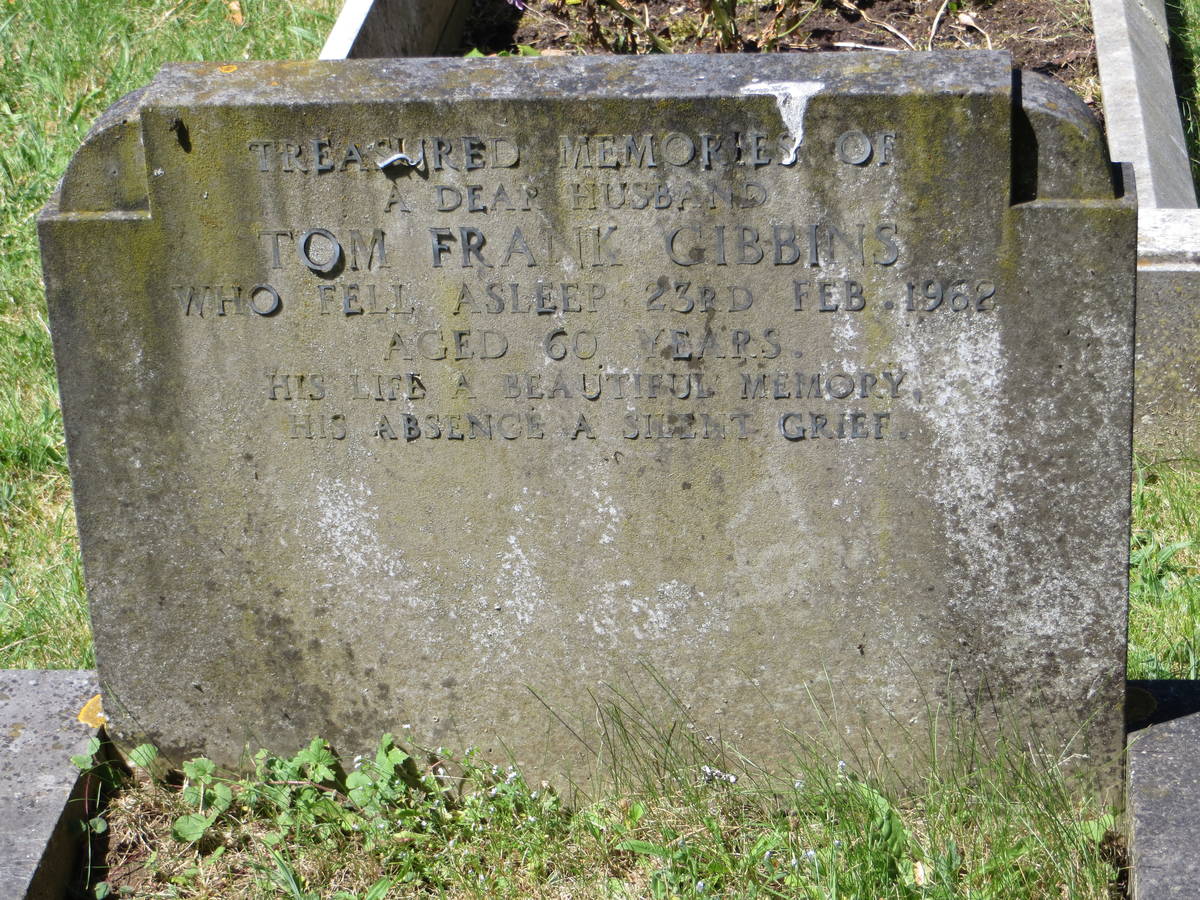 TREASURED MEMORIES OF
A DEAR HUSBAND
TOM FRANK GIBBINS
WHO FELL ASLEEP 23RD FEB. 1962
AGED 60 YEARS.
HIS LIFE A BEAUTIFUL MEMORY,
HIS ABSENCE A SILENT GRIEF.